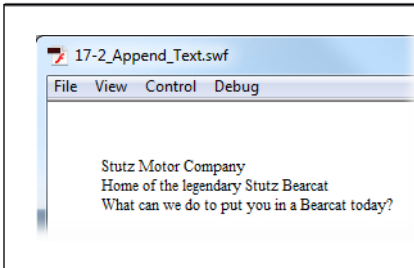 17-2_Append_Text.swf
File View Control Debug
Stutz Motor Company
Home of the legendary Stutz Bearcat
What can we do to put you in a Bearcat today?